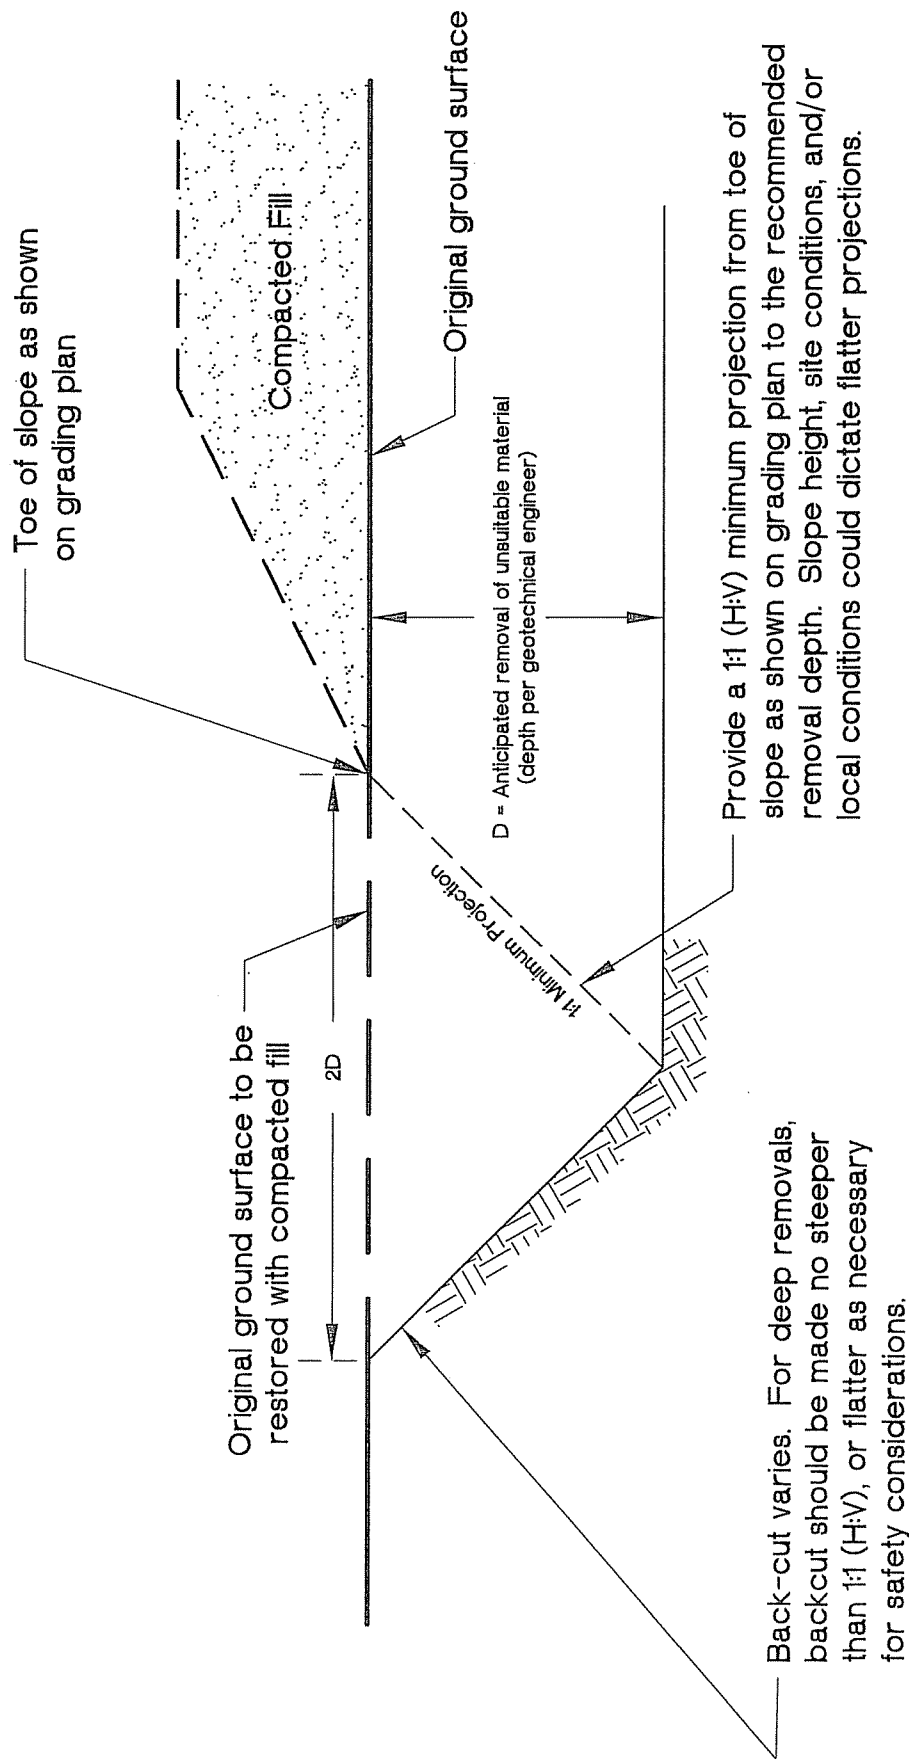 Toe of slope as shown
on grading plan
Original ground surface to be
restored with compacted fill
2D
Compacted Fill
Original ground surface
D = Anticipated removal of unsuitable material
(depth per geotechnical engineer)
1:1 Minimum Projection
Provide a 1:1 (H:V) minimum projection from toe of
slope as shown on grading plan to the recommended
removal depth. Slope height, site conditions, and/or
local conditions could dictate flatter projections.
Back-cut varies. For deep removals,
backcut should be made no steeper
than 1:1 (H:V), or flatter as necessary
for safety considerations.